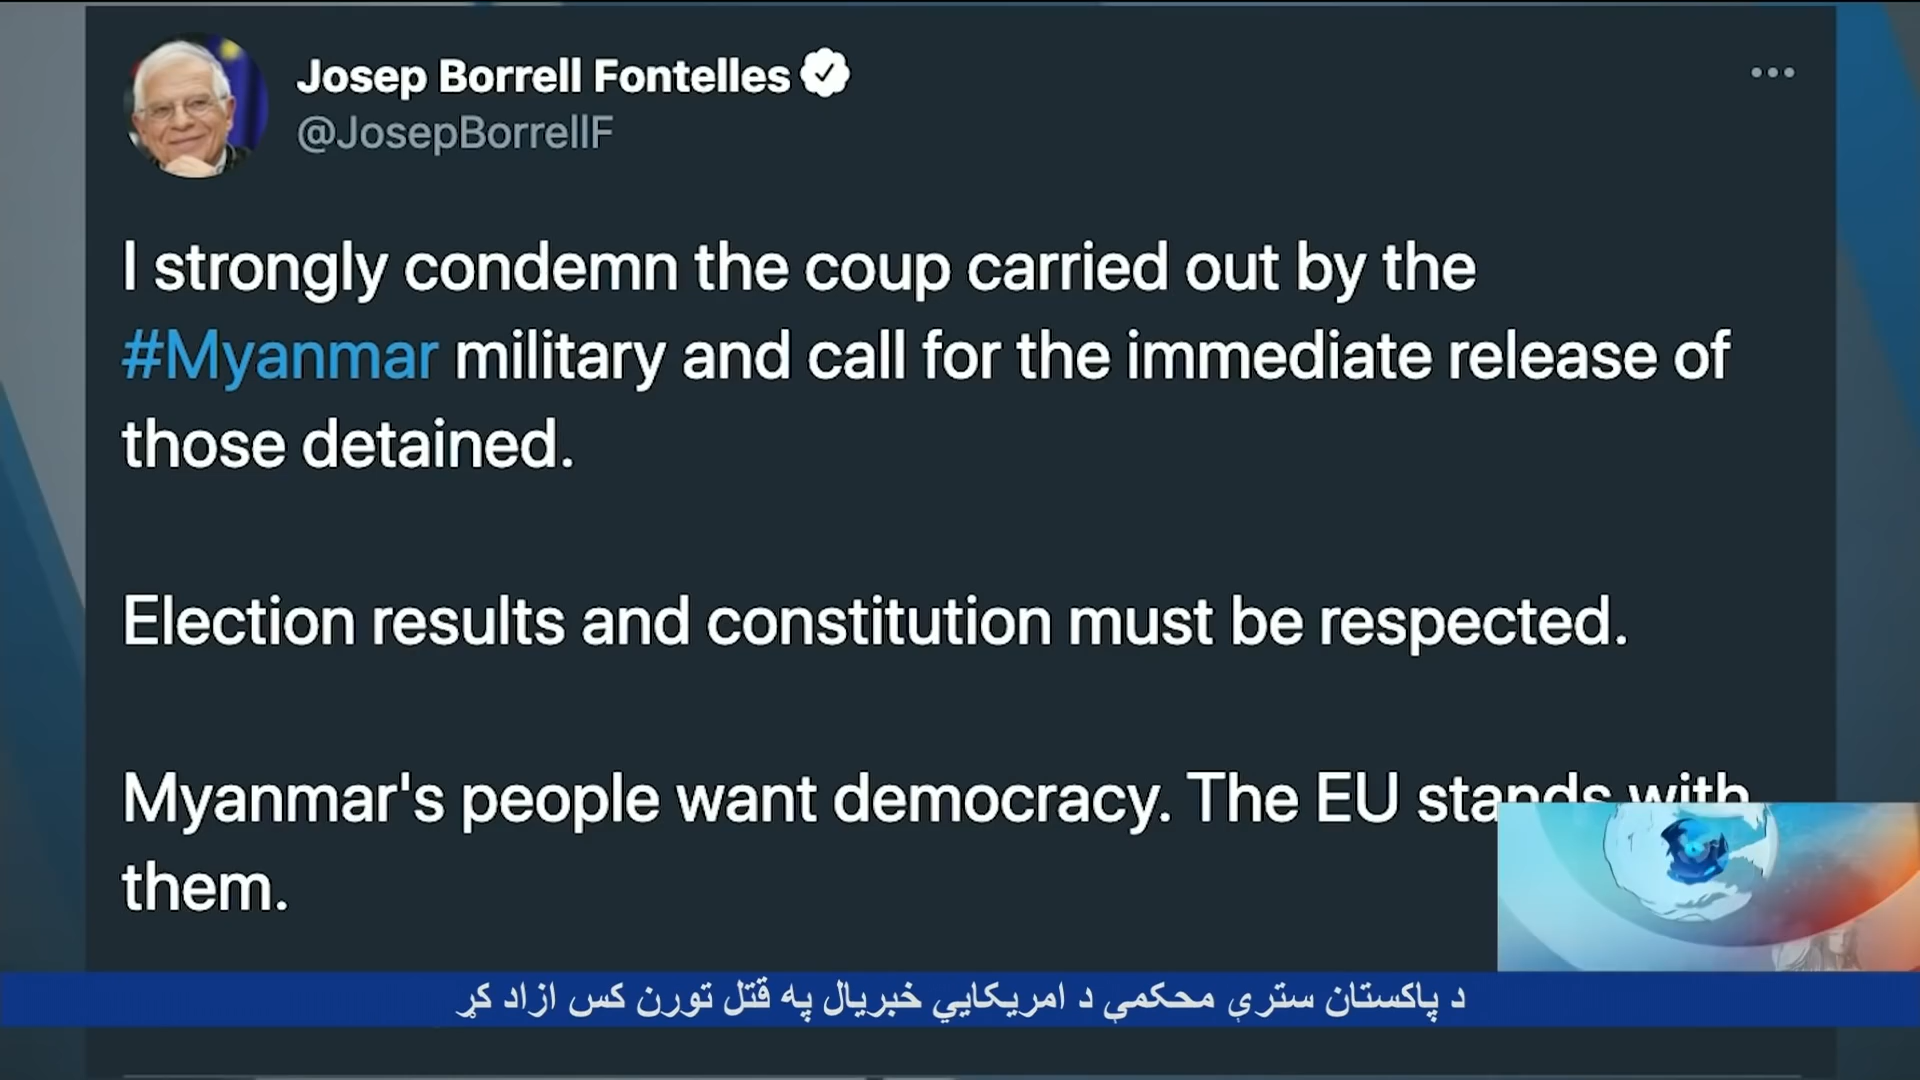 Josep Borrell Fontelles
@JosepBorrellF
I strongly condemn the coup carried out by the
#Myanmar military and call for the immediate release of
those detained.
Election results and constitution must be respected.
Myanmar's people want democracy. The EU stands with
them.
د پاکستان سترې محکمې د امریکایي خبریال په قتل تورن کس ازاد کړ